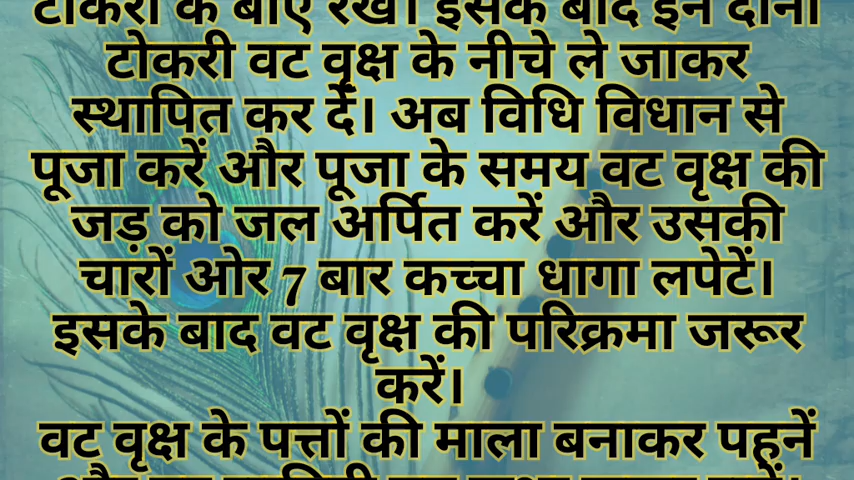 टोकरी के बाएं रखें। इसके बाद इन दोनों
टोकरी वट वृक्ष के नीचे ले जाकर
स्थापित कर दें। अब विधि विधान से
पूजा करें और पूजा के समय वट वृक्ष की
जड़ को जल अर्पित करें और उसकी
चारों ओर 7 बार कच्चा धागा लपेटें।
इसके बाद वट वृक्ष की परिक्रमा जरूर
करें।
वट वृक्ष के पत्तों की माला बनाकर पहनें